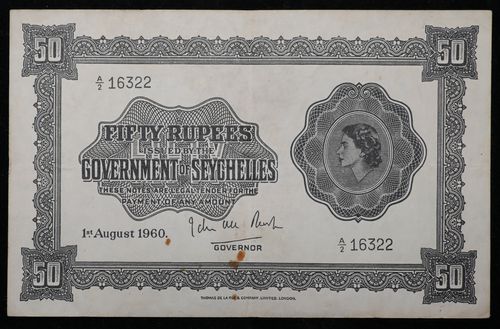 50 50
A/2 16322
FIFTY RUPEES
ISSUED BY THE
GOVERNMENT OF SEYCHELLES
THESE NOTES ARE LEGAL TENDER FOR THE
PAYMENT OF ANY AMOUNT
1st August 1960.
GOVERNOR
A/2 16322
50 50
THOMAS DE LA RUE & COMPANY, LIMITED, LONDON.